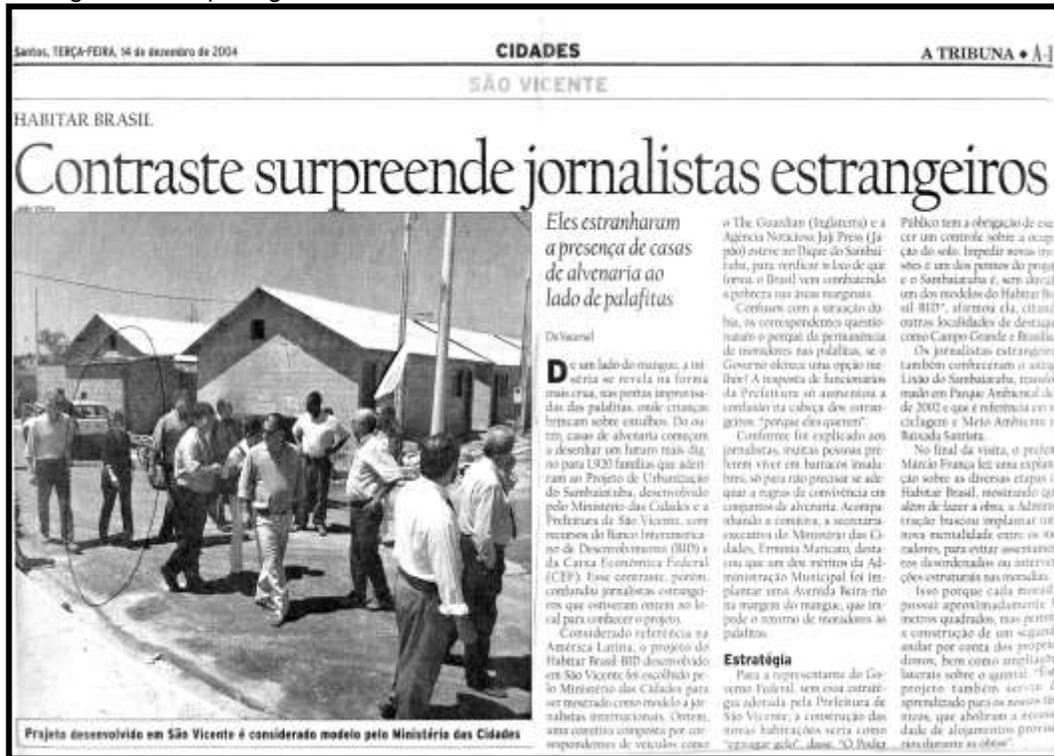 Santos, TERÇA-FEIRA, 14 de dezembro de 2004
CIDADES
A TRIBUNA
SÃO VICENTE
HABITAR BRASIL
Contraste surpreende jornalistas estrangeiros
Eles estranharam
a presença de casas
de alvenaria ao
lado de palafitas
Da Sucursal
De um lado do mangue, a mi-
séria se revela na forma
mais crua, nas portas improvisa-
das das palafitas, onde crianças
brincam sobre entulhos. Do ou-
tro, casas de alvenaria começam
a desenhar um futuro mais dig-
no para 1.920 famílias que aderi-
ram ao Projeto de Urbanização
do Sambaiatuba, desenvolvido
pelo Ministério das Cidades e a
Prefeitura de São Vicente, com
recursos do Banco Interamerica-
no de Desenvolvimento (BID) e
da Caixa Econômica Federal
(CEF). Esse contraste, porém,
confundiu jornalistas estrangei-
ros que estiveram ontem no lo-
cal para conhecer o projeto.
Considerado referência na
América Latina, o projeto do
Habitar Brasil-BID desenvolvido
em São Vicente foi escolhido pe-
lo Ministério das Cidades para
ser mostrado como modelo a jor-
nalistas internacionais. Ontem,
uma comitiva composta por cor-
respondentes de veículos como
o The Guardian (Inglaterra) e a
Agência Noticiosa Jiji Press (Ja-
pão) esteve no Dique do Sambai-
tuba, para verificar in loco de que
forma o Brasil vem combatendo
a pobreza nas áreas marginais.
Confusos com a situação dú-
bia, os correspondentes questio-
naram o porquê da permanência
de moradores nas palafitas, se o
Governo oferece uma opção me-
lhor? A resposta de funcionários
da Prefeitura só aumentou a
confusão na cabeça dos estran-
geiros: "porque eles querem".
Conforme foi explicado aos
jornalistas, muitas pessoas pre-
ferem viver em barracos insalu-
bres, só para não precisar se ade-
quar a regras de convivência em
conjuntos de alvenaria. Acompa-
nhando a comitiva, a secretária-
executiva do Ministério das Ci-
dades, Ermínia Maricato, desta-
cou que um dos méritos da Ad-
ministração Municipal foi im-
plantar uma Avenida Beira-rio
na margem do mangue, que im-
pede o retorno de moradores às
palafitas.
Estratégia
Para a representante do Go-
verno Federal, sem essa estraté-
gia adotada pela Prefeitura de
São Vicente, a construção das
novas habitações seria como
"enxugar gelo", disse. "O Poder
Público tem a obrigação de
cer um controle sobre a
ção do solo. Impedir novas
sões é um dos pontos do
e o Sambaiatuba é, sem
um dos modelos do Habitar
sil-BID", afirmou ela,
outras localidades de
como Campo Grande e
Os jornalistas
também conheceram o
Lixão do Sambaiatuba,
mado em Parque Ambiental
de 2002 e que é referência em
ciclagem e Meio Ambiente
Baixada Santista.
No final da visita, o
Márcio França fez uma
ção sobre as diversas etapas
Habitar Brasil, mostrando
além de fazer a obra, a
tração buscou implantar
nova mentalidade entre os
radores, para evitar
tos desordenados ou
ções estruturais nas moradias.
Isso porque cada
possui aproximadamente
metros quadrados, mas
a construção de um
andar por conta dos
bem como
laterais sobre o quintal.
projeto também
aprendizado para os nossos
que
dade de alojamentos
Projeto desenvolvido em São Vicente é considerado modelo pelo Ministério das Cidades